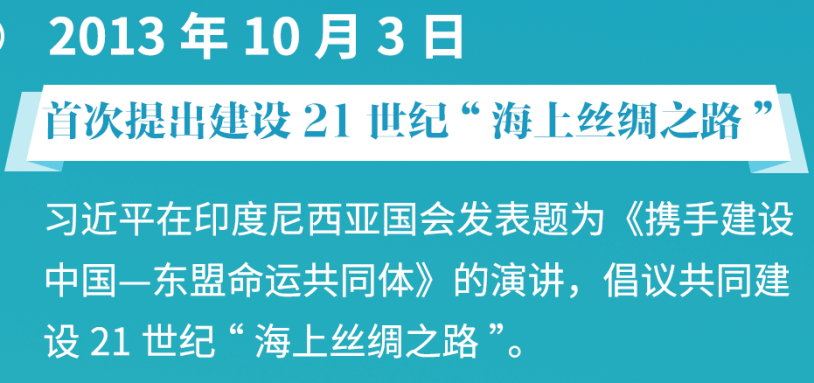 2013 年 10 月 3 日
首次提出建设 21 世纪“海上丝绸之路”
习近平在印度尼西亚国会发表题为《携手建设
中国—东盟命运共同体》的演讲，倡议共同建
设 21 世纪“海上丝绸之路”。